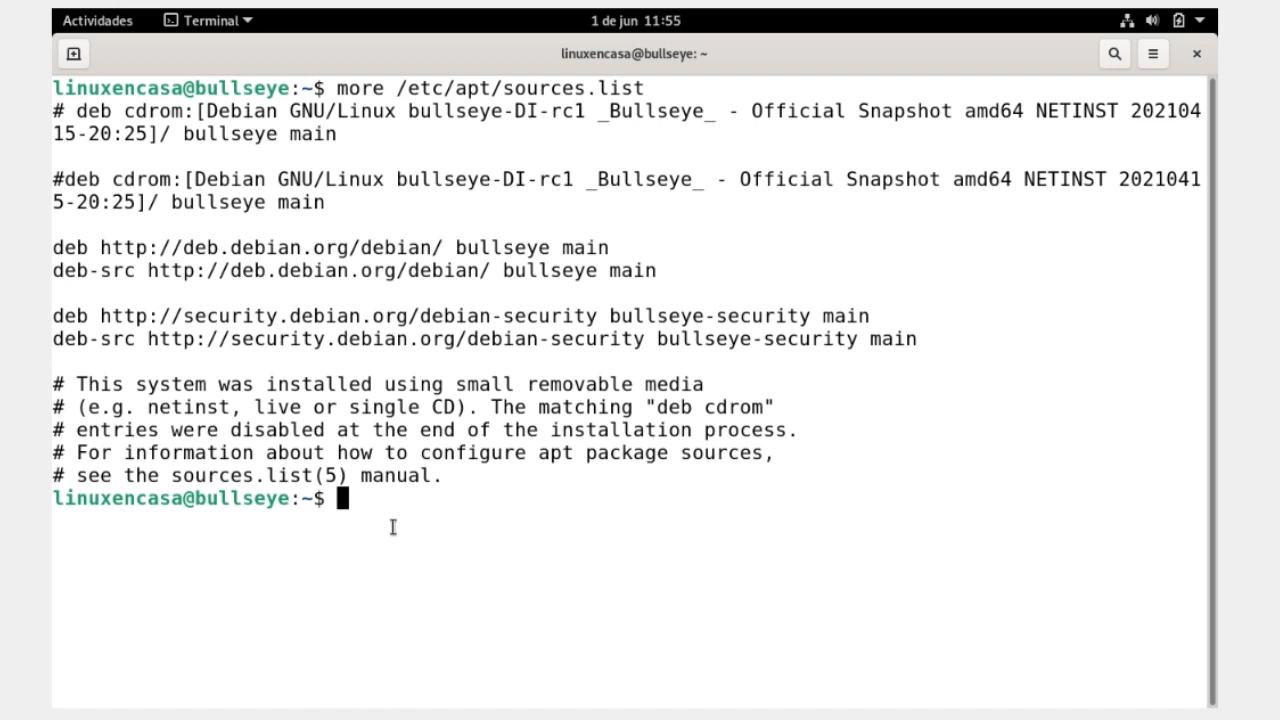 Actividades Terminal 1 de jun 11:55
linuxencasa@bullseye: ~
linuxencasa@bullseye:~$ more /etc/apt/sources.list
# deb cdrom:[Debian GNU/Linux bullseye-DI-rc1 _Bullseye_ - Official Snapshot amd64 NETINST 202104
15-20:25]/ bullseye main
#deb cdrom:[Debian GNU/Linux bullseye-DI-rc1 _Bullseye_ - Official Snapshot amd64 NETINST 2021041
5-20:25]/ bullseye main
deb http://deb.debian.org/debian/ bullseye main
deb-src http://deb.debian.org/debian/ bullseye main
deb http://security.debian.org/debian-security bullseye-security main
deb-src http://security.debian.org/debian-security bullseye-security main
# This system was installed using small removable media
# (e.g. netinst, live or single CD). The matching "deb cdrom"
# entries were disabled at the end of the installation process.
# For information about how to configure apt package sources,
# see the sources.list(5) manual.
linuxencasa@bullseye:~$